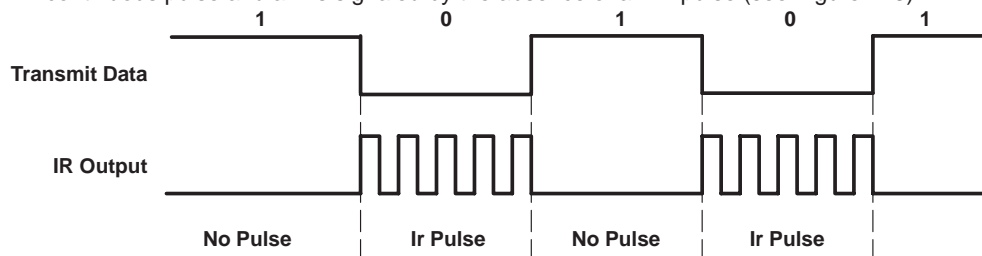 1 0 1 0 1
Transmit Data
IR Output
No Pulse Ir Pulse No Pulse Ir Pulse